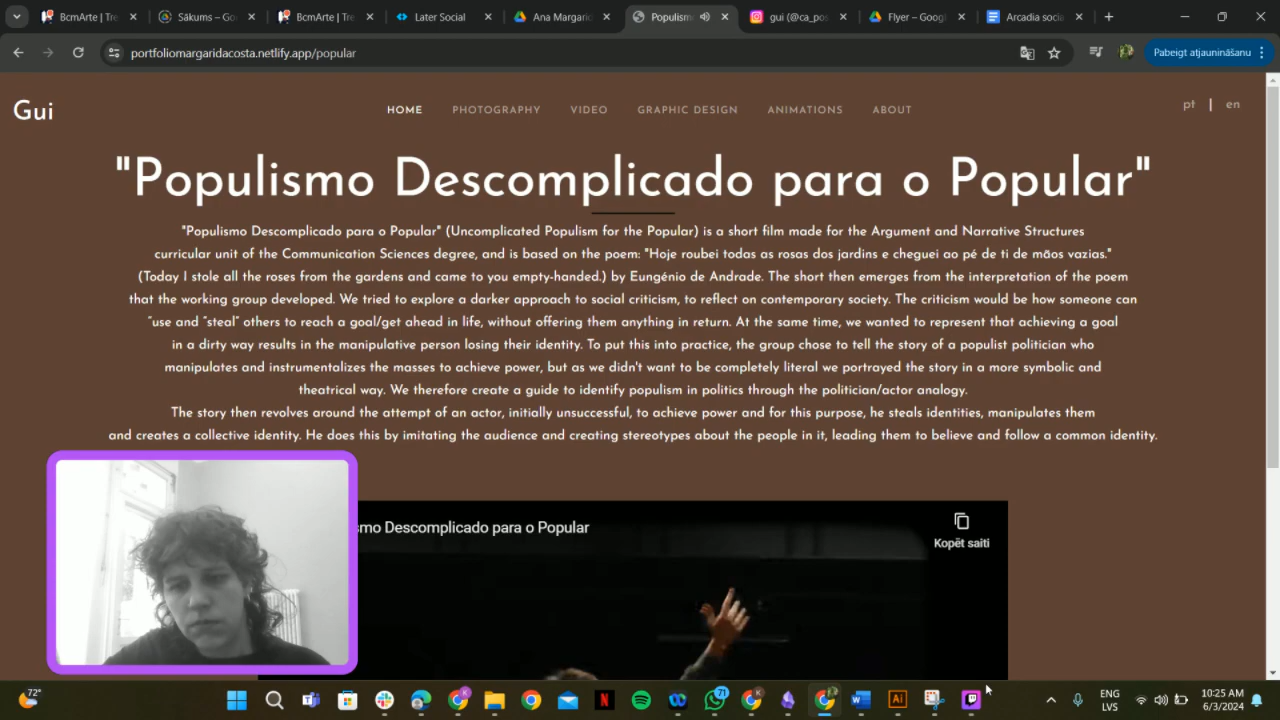 BcmArte | Tre
Sākums – Go
BcmArte | Tre
Later Social
Ana Margarid
Populism
gui (@ca_pos
Flyer – Googl
Arcadia socia
portfoliomargaridacosta.netlify.app/popular
Pabeigt atjaunināšanu
Gui
HOME PHOTOGRAPHY VIDEO GRAPHIC DESIGN ANIMATIONS ABOUT
pt | en
"Populismo Descomplicado para o Popular"
"Populismo Descomplicado para o Popular" (Uncomplicated Populism for the Popular) is a short film made for the Argument and Narrative Structures
curricular unit of the Communication Sciences degree, and is based on the poem: "Hoje roubei todas as rosas dos jardins e cheguei ao pé de ti de mãos vazias."
(Today I stole all the roses from the gardens and came to you empty-handed.) by Eungénio de Andrade. The short then emerges from the interpretation of the poem
that the working group developed. We tried to explore a darker approach to social criticism, to reflect on contemporary society. The criticism would be how someone can
“use and “steal” others to reach a goal/get ahead in life, without offering them anything in return. At the same time, we wanted to represent that achieving a goal
in a dirty way results in the manipulative person losing their identity. To put this into practice, the group chose to tell the story of a populist politician who
manipulates and instrumentalizes the masses to achieve power, but as we didn't want to be completely literal we portrayed the story in a more symbolic and
theatrical way. We therefore create a guide to identify populism in politics through the politician/actor analogy.
The story then revolves around the attempt of an actor, initially unsuccessful, to achieve power and for this purpose, he steals identities, manipulates them
and creates a collective identity. He does this by imitating the audience and creating stereotypes about the people in it, leading them to believe and follow a common identity.
smo Descomplicado para o Popular
Kopēt saiti
72°
71
ENG
LVS
10:25 AM
6/3/2024